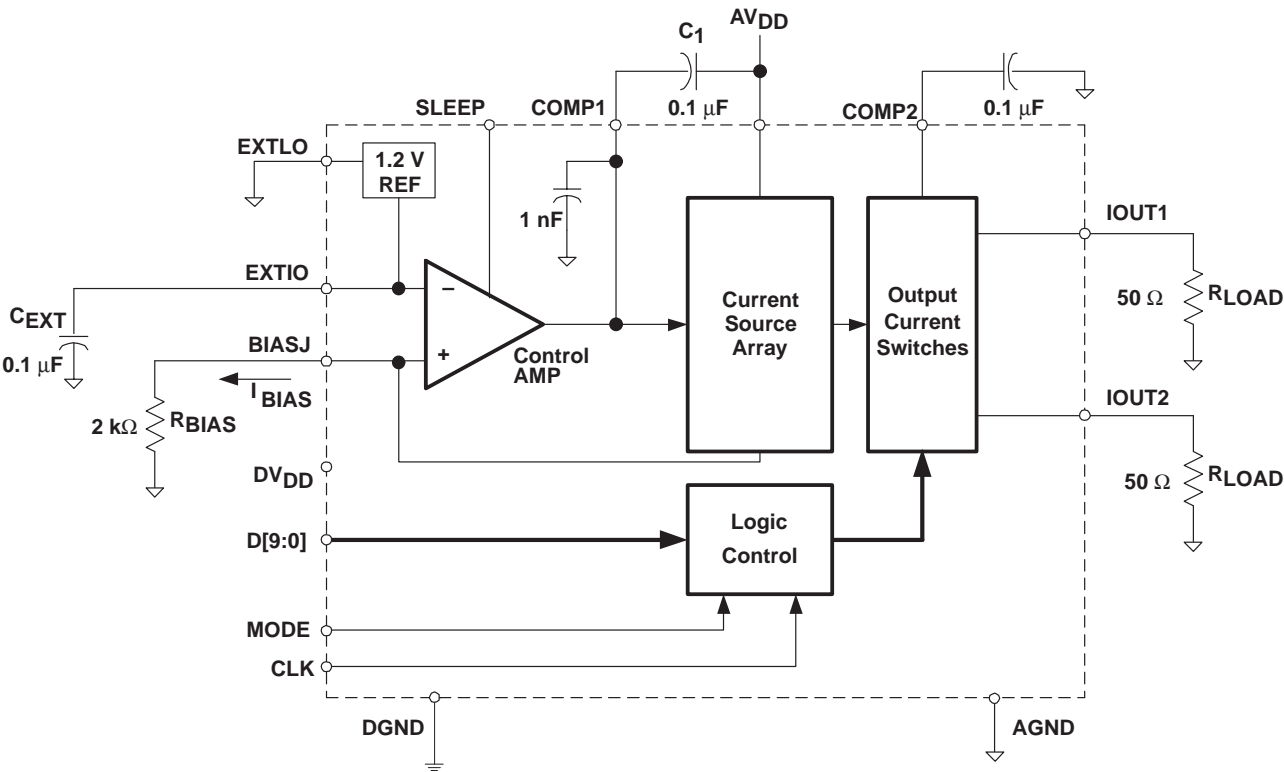 AVDD
C1
0.1 μF
0.1 μF
SLEEP
COMP1
COMP2
EXTLO
1.2 V
REF
1 nF
IOUT1
EXTIO
−
50 Ω
RLOAD
CEXT
0.1 μF
BIASJ
+
Control
AMP
IBIAS
Current
Source
Array
Output
Current
Switches
2 kΩ
RBIAS
IOUT2
DVDD
50 Ω
RLOAD
D[9:0]
Logic
Control
MODE
CLK
DGND
AGND